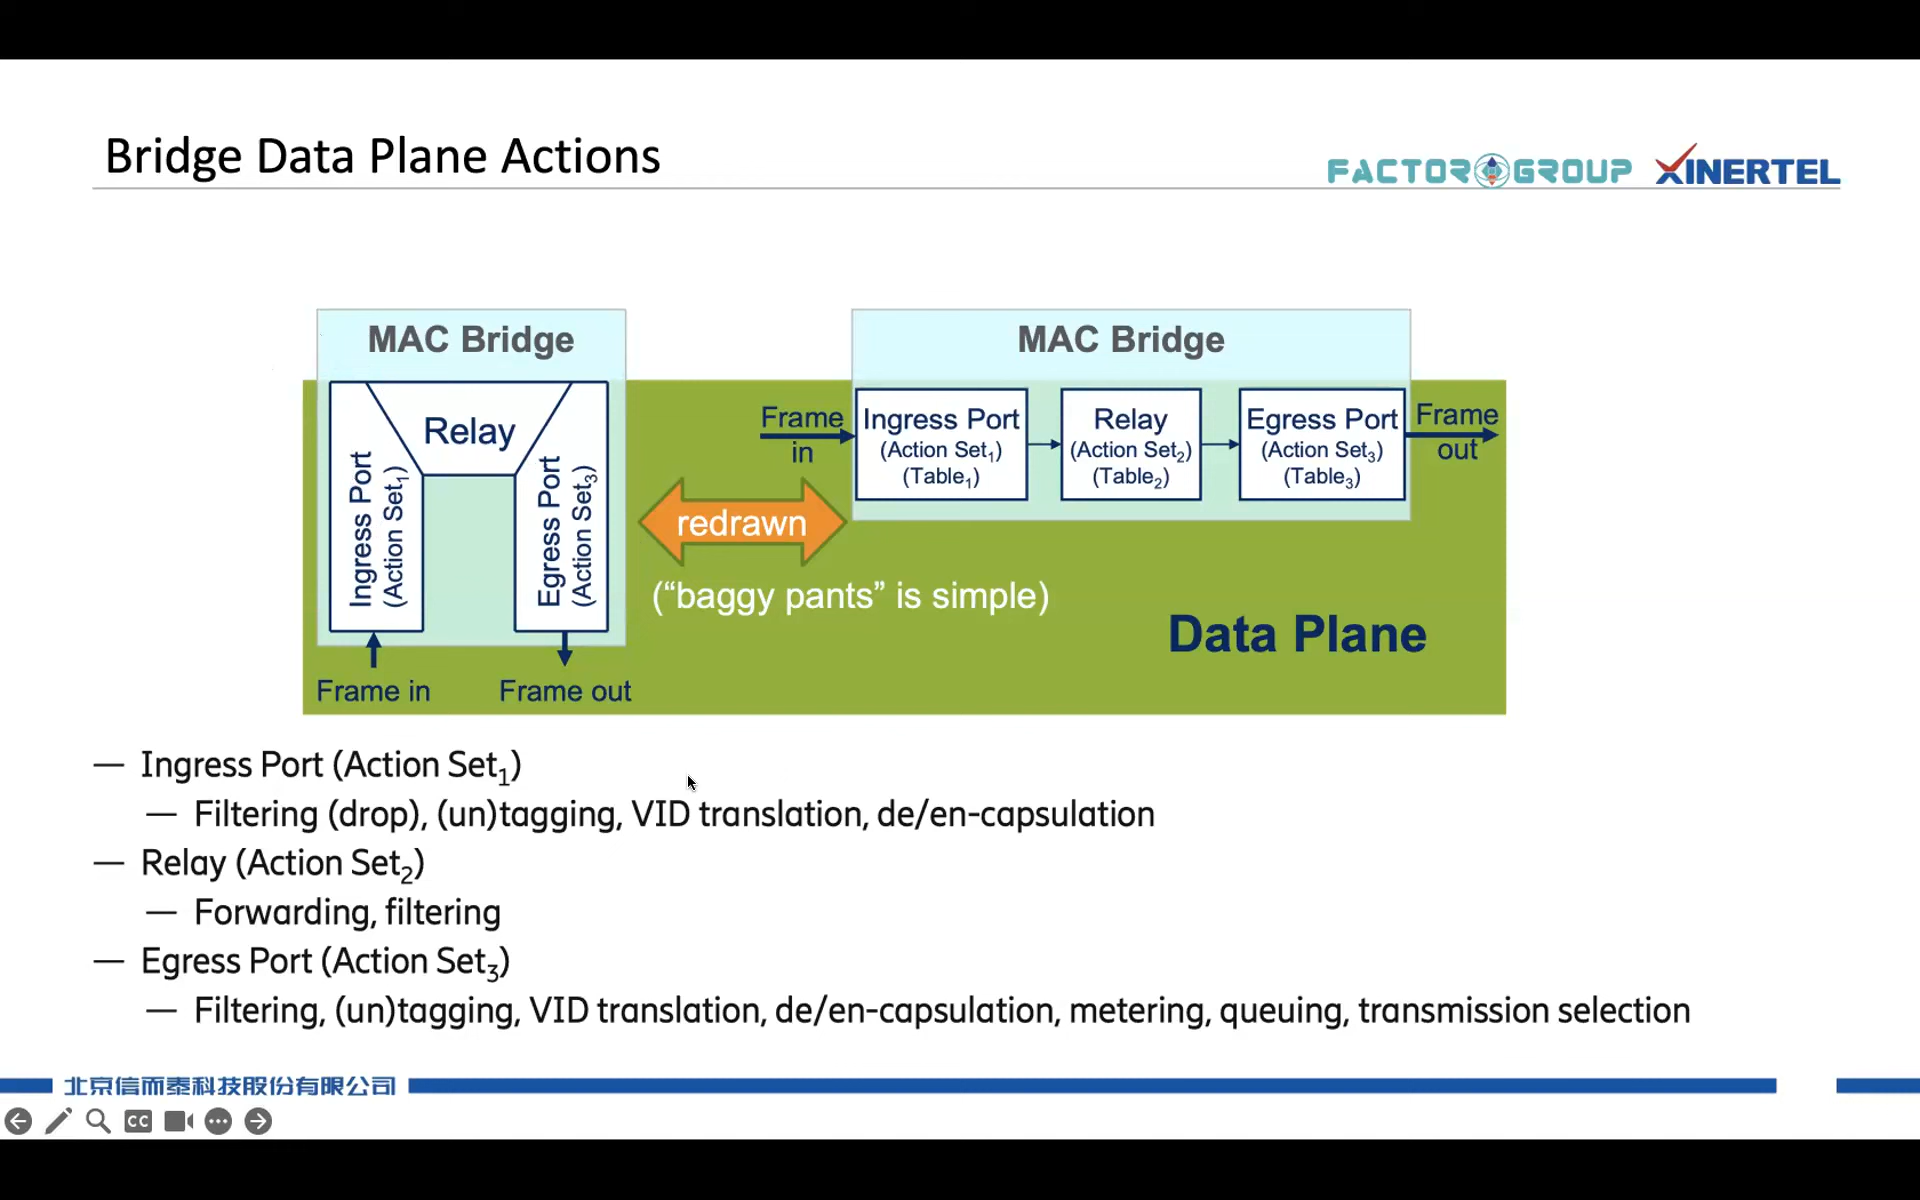 Bridge Data Plane Actions
FACTOR GROUP
XINERTEL
MAC Bridge
Relay
Ingress Port
(Action Set₁)
Egress Port
(Action Set₃)
Frame in
Frame out
redrawn
("baggy pants" is simple)
MAC Bridge
Frame
in
Ingress Port
(Action Set₁)
(Table₁)
Relay
(Action Set₂)
(Table₂)
Egress Port
(Action Set₃)
(Table₃)
Frame
out
Data Plane
— Ingress Port (Action Set₁)
— Filtering (drop), (un)tagging, VID translation, de/en-capsulation
— Relay (Action Set₂)
— Forwarding, filtering
— Egress Port (Action Set₃)
— Filtering, (un)tagging, VID translation, de/en-capsulation, metering, queuing, transmission selection
北京信而泰科技股份有限公司
CC